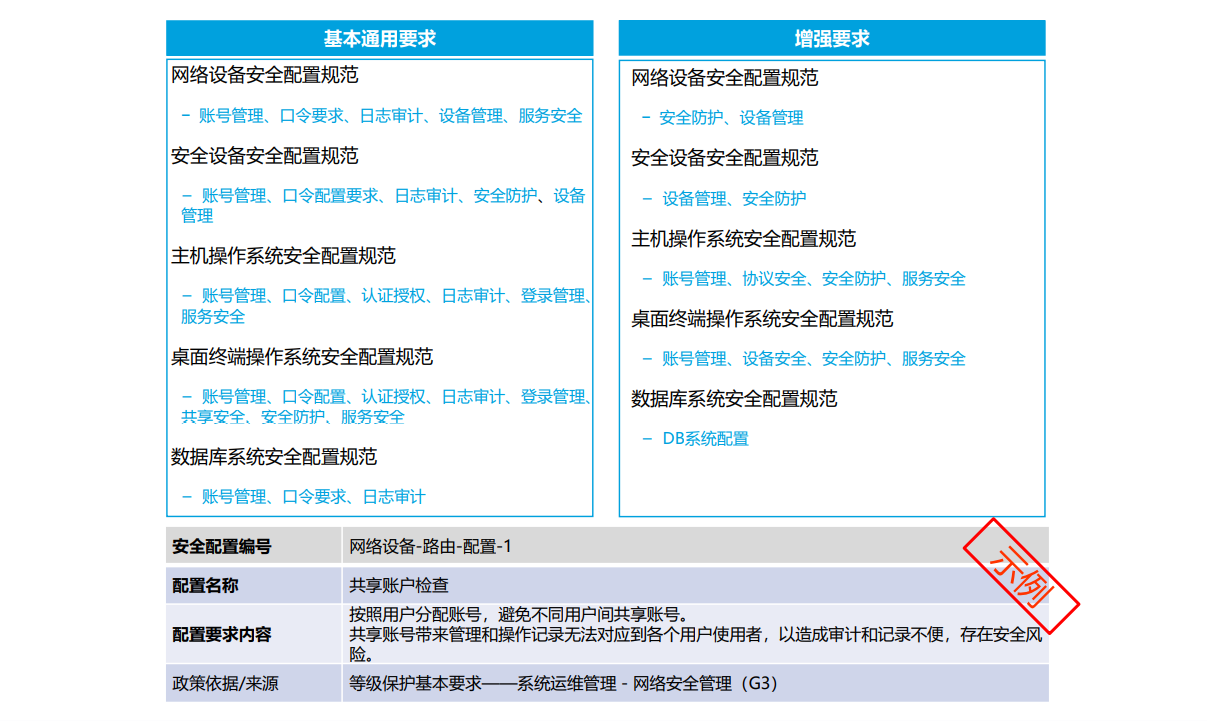 基本通用要求
网络设备安全配置规范
– 账号管理、口令要求、日志审计、设备管理、服务安全
安全设备安全配置规范
– 账号管理、口令配置要求、日志审计、安全防护、设备
管理
主机操作系统安全配置规范
– 账号管理、口令配置、认证授权、日志审计、登录管理、
服务安全
桌面终端操作系统安全配置规范
– 账号管理、口令配置、认证授权、日志审计、登录管理、
共享安全、安全防护、服务安全
数据库系统安全配置规范
– 账号管理、口令要求、日志审计
增强要求
网络设备安全配置规范
– 安全防护、设备管理
安全设备安全配置规范
– 设备管理、安全防护
主机操作系统安全配置规范
– 账号管理、协议安全、安全防护、服务安全
桌面终端操作系统安全配置规范
– 账号管理、设备安全、安全防护、服务安全
数据库系统安全配置规范
– DB系统配置
安全配置编号 网络设备-路由-配置-1
配置名称 共享账户检查
配置要求内容 按照用户分配账号，避免不同用户间共享账号。
共享账号带来管理和操作记录无法对应到各个用户使用者，以造成审计和记录不便，存在安全风
险。
政策依据/来源 等级保护基本要求——系统运维管理 - 网络安全管理（G3）
示例